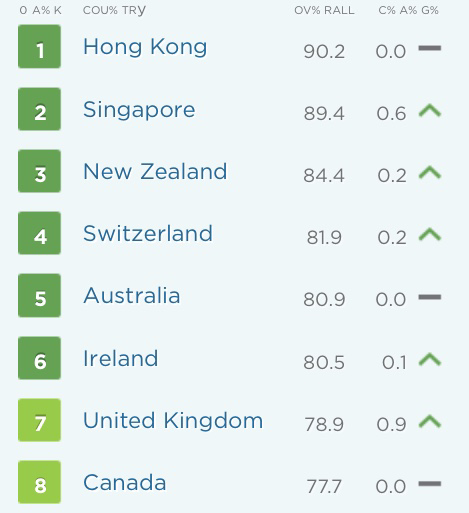 0 A% K COU% TRy OV% RALL C% A% G%
1 Hong Kong 90.2 0.0
2 Singapore 89.4 0.6
3 New Zealand 84.4 0.2
4 Switzerland 81.9 0.2
5 Australia 80.9 0.0
6 Ireland 80.5 0.1
7 United Kingdom 78.9 0.9
8 Canada 77.7 0.0